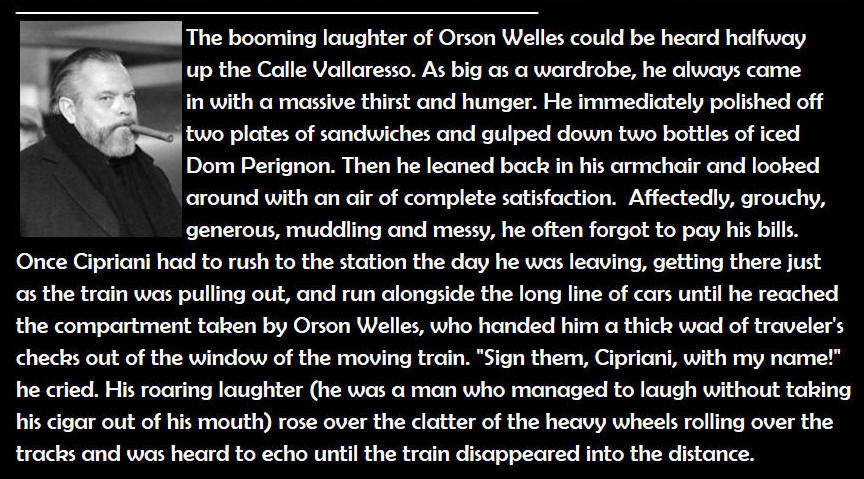 The booming laughter of Orson Welles could be heard halfway
up the Calle Vallaresso. As big as a wardrobe, he always came
in with a massive thirst and hunger. He immediately polished off
two plates of sandwiches and gulped down two bottles of iced
Dom Perignon. Then he leaned back in his armchair and looked
around with an air of complete satisfaction.  Affectedly, grouchy,
generous, muddling and messy, he often forgot to pay his bills.
Once Cipriani had to rush to the station the day he was leaving, getting there just
as the train was pulling out, and run alongside the long line of cars until he reached
the compartment taken by Orson Welles, who handed him a thick wad of traveler's
checks out of the window of the moving train. "Sign them, Cipriani, with my name!"
he cried. His roaring laughter (he was a man who managed to laugh without taking
his cigar out of his mouth) rose over the clatter of the heavy wheels rolling over the
tracks and was heard to echo until the train disappeared into the distance.